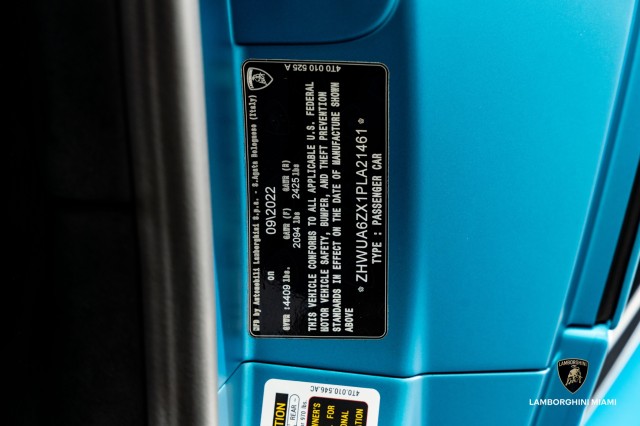 4T0 010 525 A
MFD by Automobili Lamborghini S.p.a. - S.Agata Bolognese (Italy)
on 09\2022
GVWR :4409 lbs. GAWR (F) 2094 lbs GAWR (R) 2425 lbs
THIS VEHICLE CONFORMS TO ALL APPLICABLE U.S. FEDERAL
MOTOR VEHICLE SAFETY, BUMPER, AND THEFT PREVENTION
STANDARDS IN EFFECT ON THE DATE OF MANUFACTURE SHOWN
ABOVE
* ZHWUA6ZX1PLA21461 *
TYPE : PASSENGER CAR
4T0.010.546.AC
REAR
LAMBORGHINI
LAMBORGHINI MIAMI